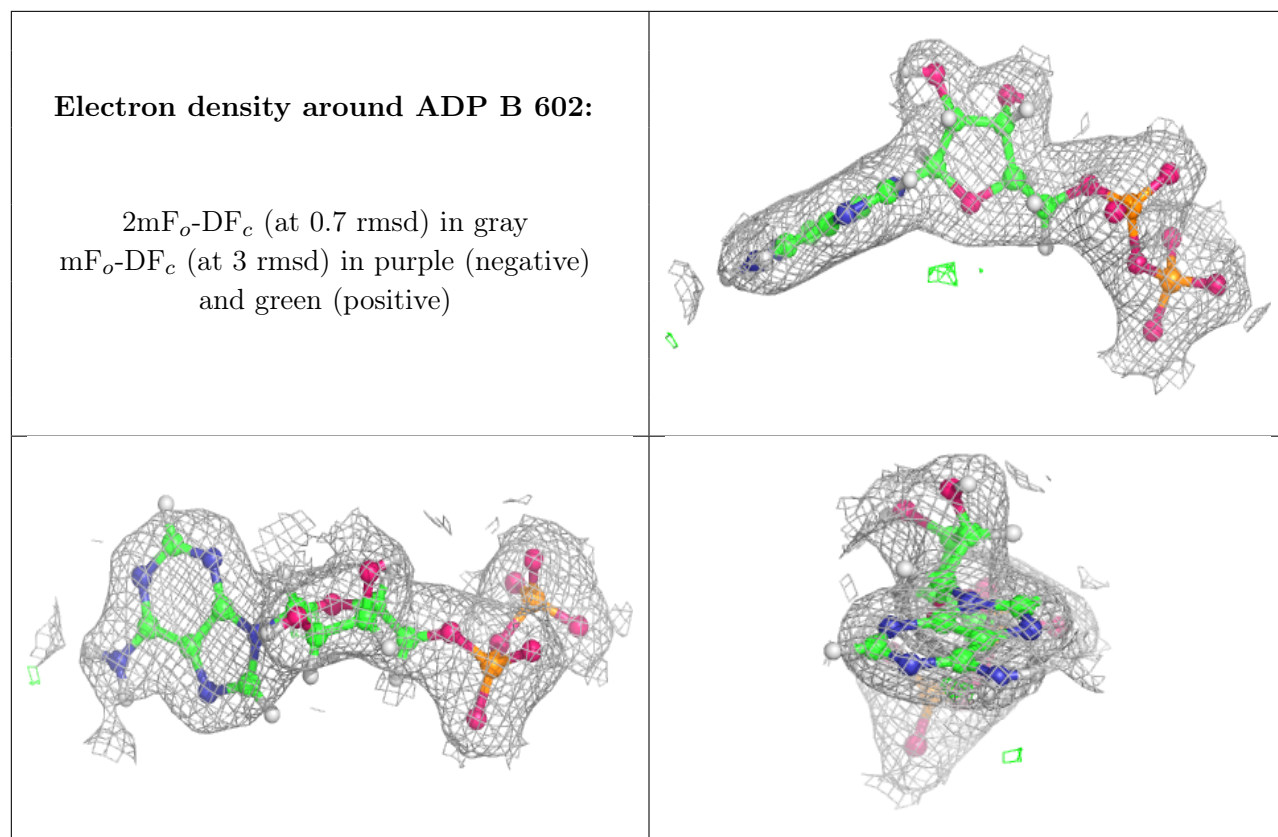 Electron density around ADP B 602:
2mFo-DFc (at 0.7 rmsd) in gray
mFo-DFc (at 3 rmsd) in purple (negative)
and green (positive)